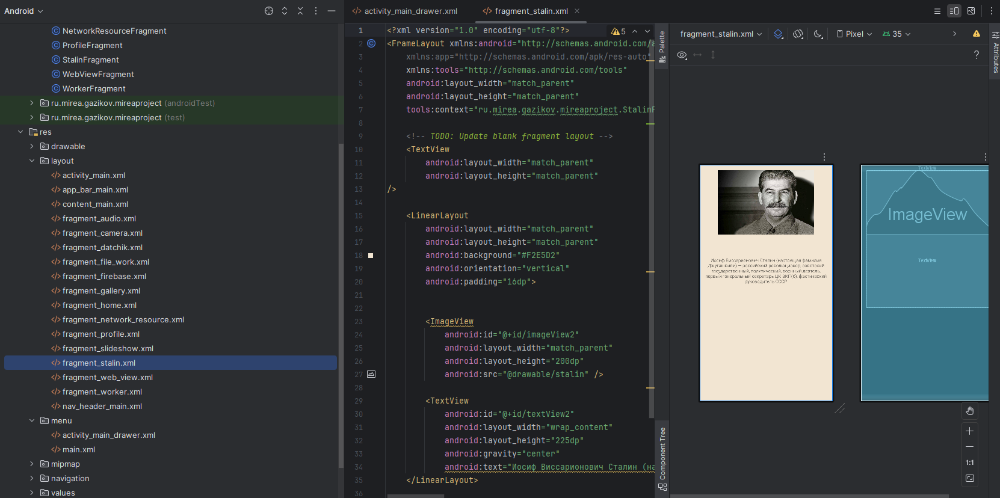 Android
NetworkResourceFragment
ProfileFragment
StalinFragment
WebViewFragment
WorkerFragment
ru.mirea.gazikov.mireaproject (androidTest)
ru.mirea.gazikov.mireaproject (test)
res
drawable
layout
activity_main.xml
app_bar_main.xml
content_main.xml
fragment_audio.xml
fragment_camera.xml
fragment_datchik.xml
fragment_file_work.xml
fragment_firebase.xml
fragment_gallery.xml
fragment_home.xml
fragment_network_resource.xml
fragment_profile.xml
fragment_slideshow.xml
fragment_stalin.xml
fragment_web_view.xml
fragment_worker.xml
nav_header_main.xml
menu
activity_main_drawer.xml
main.xml
mipmap
navigation
values
activity_main_drawer.xml
fragment_stalin.xml
5
1 <?xml version="1.0" encoding="utf-8"?>
2 <FrameLayout xmlns:android="http://schemas.android.com/a
3 xmlns:app="http://schemas.android.com/apk/res-auto"
4 xmlns:tools="http://schemas.android.com/tools"
5 android:layout_width="match_parent"
6 android:layout_height="match_parent"
7 tools:context="ru.mirea.gazikov.mireaproject.StalinF
8
9 <!-- TODO: Update blank fragment layout -->
10 <TextView
11 android:layout_width="match_parent"
12 android:layout_height="match_parent"
13 />
14
15 <LinearLayout
16 android:layout_width="match_parent"
17 android:layout_height="match_parent"
18 android:background="#F2E5D2"
19 android:orientation="vertical"
20 android:padding="16dp">
21
22
23 <ImageView
24 android:id="@+id/imageView2"
25 android:layout_width="match_parent"
26 android:layout_height="200dp"
27 android:src="@drawable/stalin" />
28
29 <TextView
30 android:id="@+id/textView2"
31 android:layout_width="wrap_content"
32 android:layout_height="225dp"
33 android:gravity="center"
34 android:text="Иосиф Виссарионович Сталин (на
35 </LinearLayout>
36
Palette
Component Tree
fragment_stalin.xml
Pixel
35
?
Attributes
Иосиф Виссарионович Сталин (настоящая фамилия
Джугашвили) — российский революционер, советский
государственный, политический, военный деятель,
первый генеральный секретарь ЦК ВКП(б), фактический
руководитель СССР
TextView
ImageView
TextView
1:1